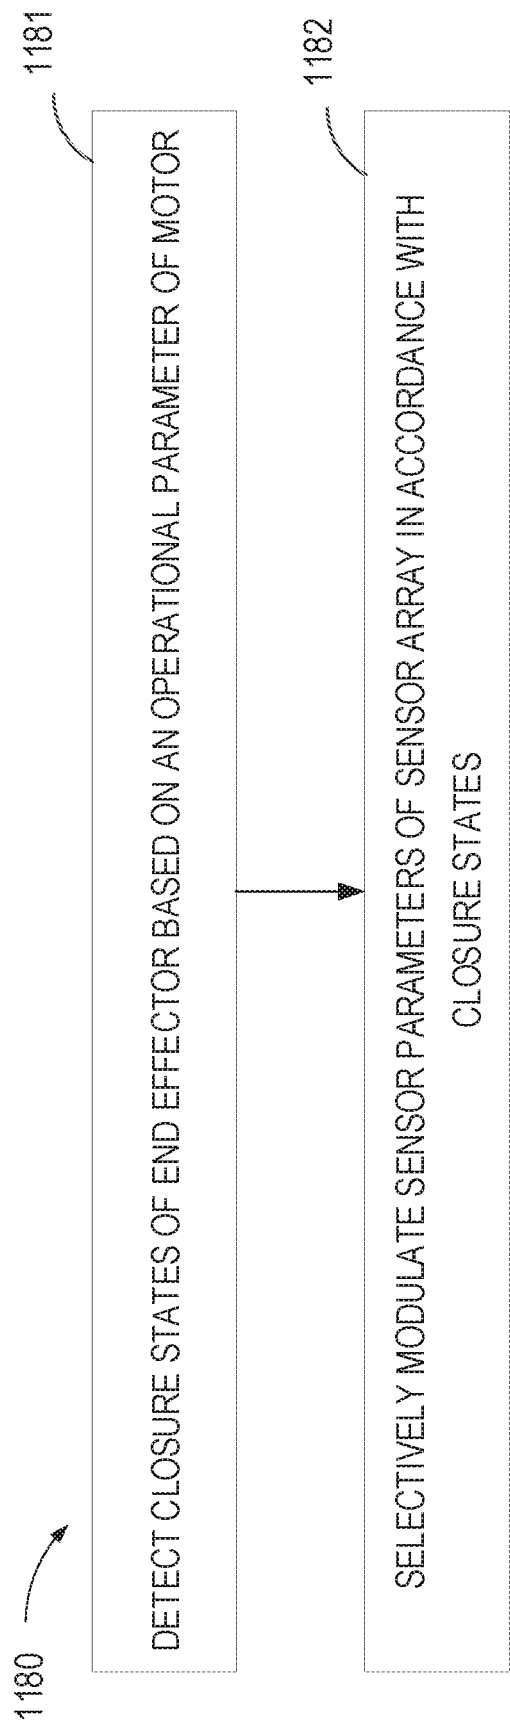 1180
1181
DETECT CLOSURE STATES OF END EFFECTOR BASED ON AN OPERATIONAL PARAMETER OF MOTOR
1182
SELECTIVELY MODULATE SENSOR PARAMETERS OF SENSOR ARRAY IN ACCORDANCE WITH
CLOSURE STATES